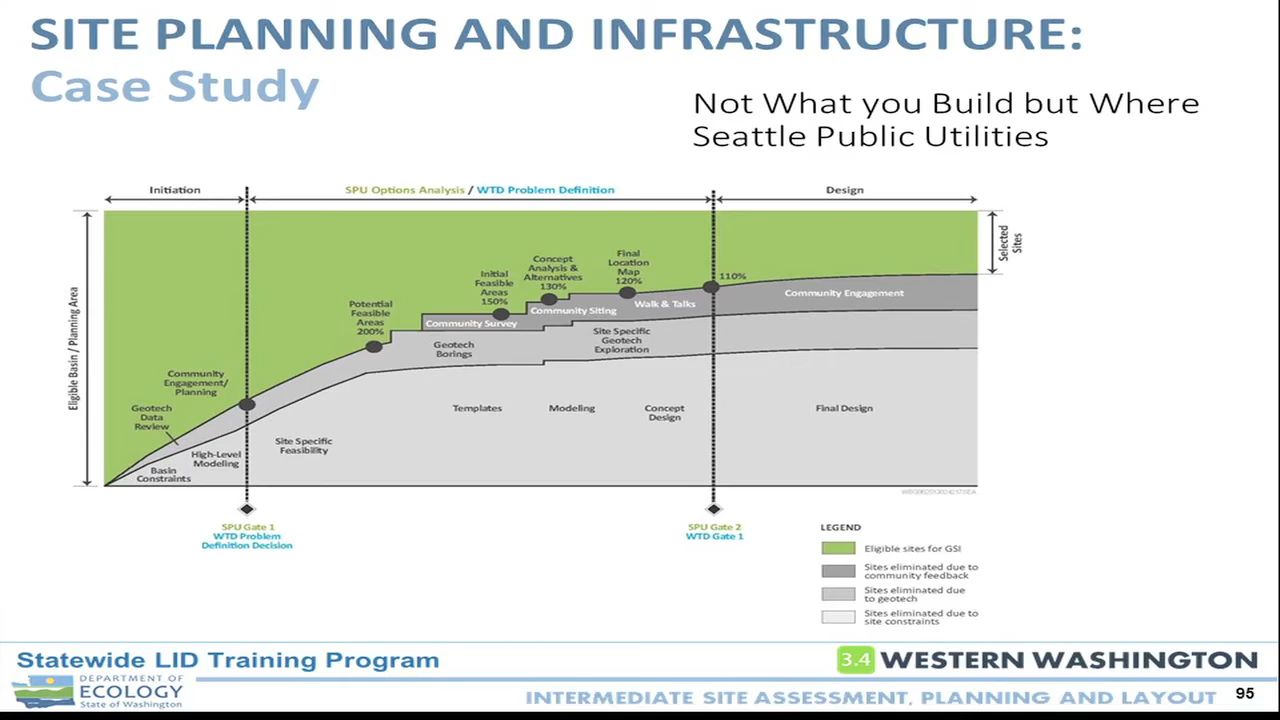 SITE PLANNING AND INFRASTRUCTURE:
Case Study
Not What you Build but Where
Seattle Public Utilities
Initiation
SPU Options Analysis / WTD Problem Definition
Design
Eligible Basin / Planning Area
Selected
Sites
Final
Location
Map
120%
Concept
Analysis &
Alternatives
130%
Initial
Feasible
Areas
150%
110%
Potential
Feasible
Areas
200%
Community Engagement
Walk & Talks
Community Siting
Community Survey
Site Specific
Geotech
Exploration
Geotech
Borings
Community
Engagement/
Planning
Geotech
Data
Review
High-Level
Modeling
Basin
Constraints
Site Specific
Feasibility
Templates
Modeling
Concept
Design
Final Design
SPU Gate 1
WTD Problem
Definition Decision
SPU Gate 2
WTD Gate 1
LEGEND
Eligible sites for GSI
Sites eliminated due to
community feedback
Sites eliminated due
to geotech
Sites eliminated due to
site constraints
Statewide LID Training Program
3.4 WESTERN WASHINGTON
DEPARTMENT OF
ECOLOGY
State of Washington
INTERMEDIATE SITE ASSESSMENT, PLANNING AND LAYOUT
95